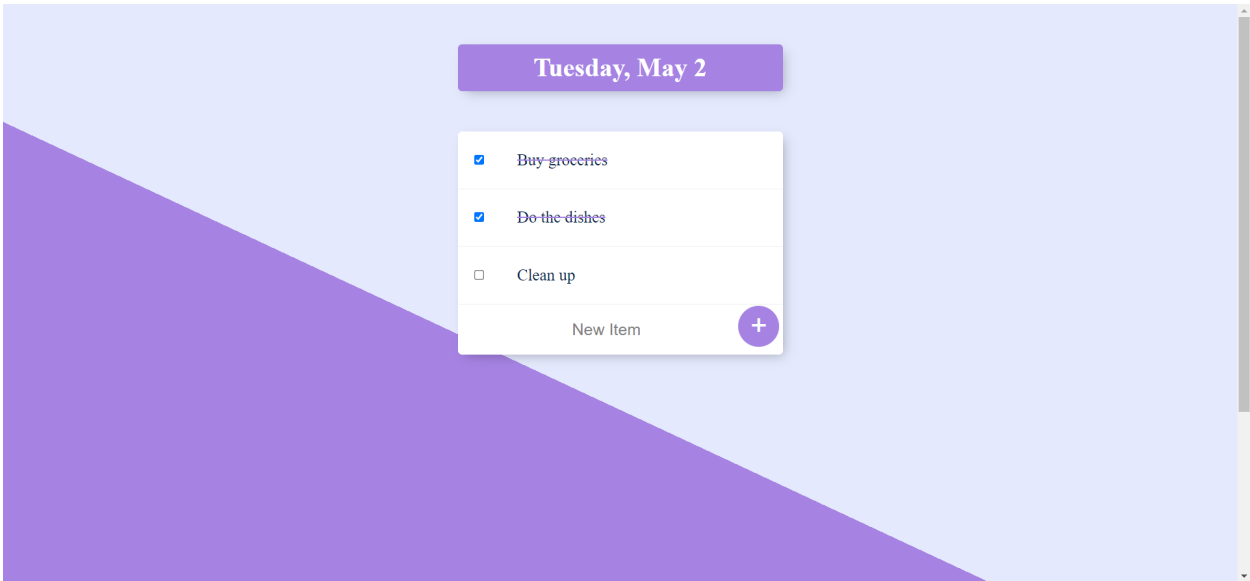 Tuesday, May 2
Buy groceries
Do the dishes
Clean up
New Item
+